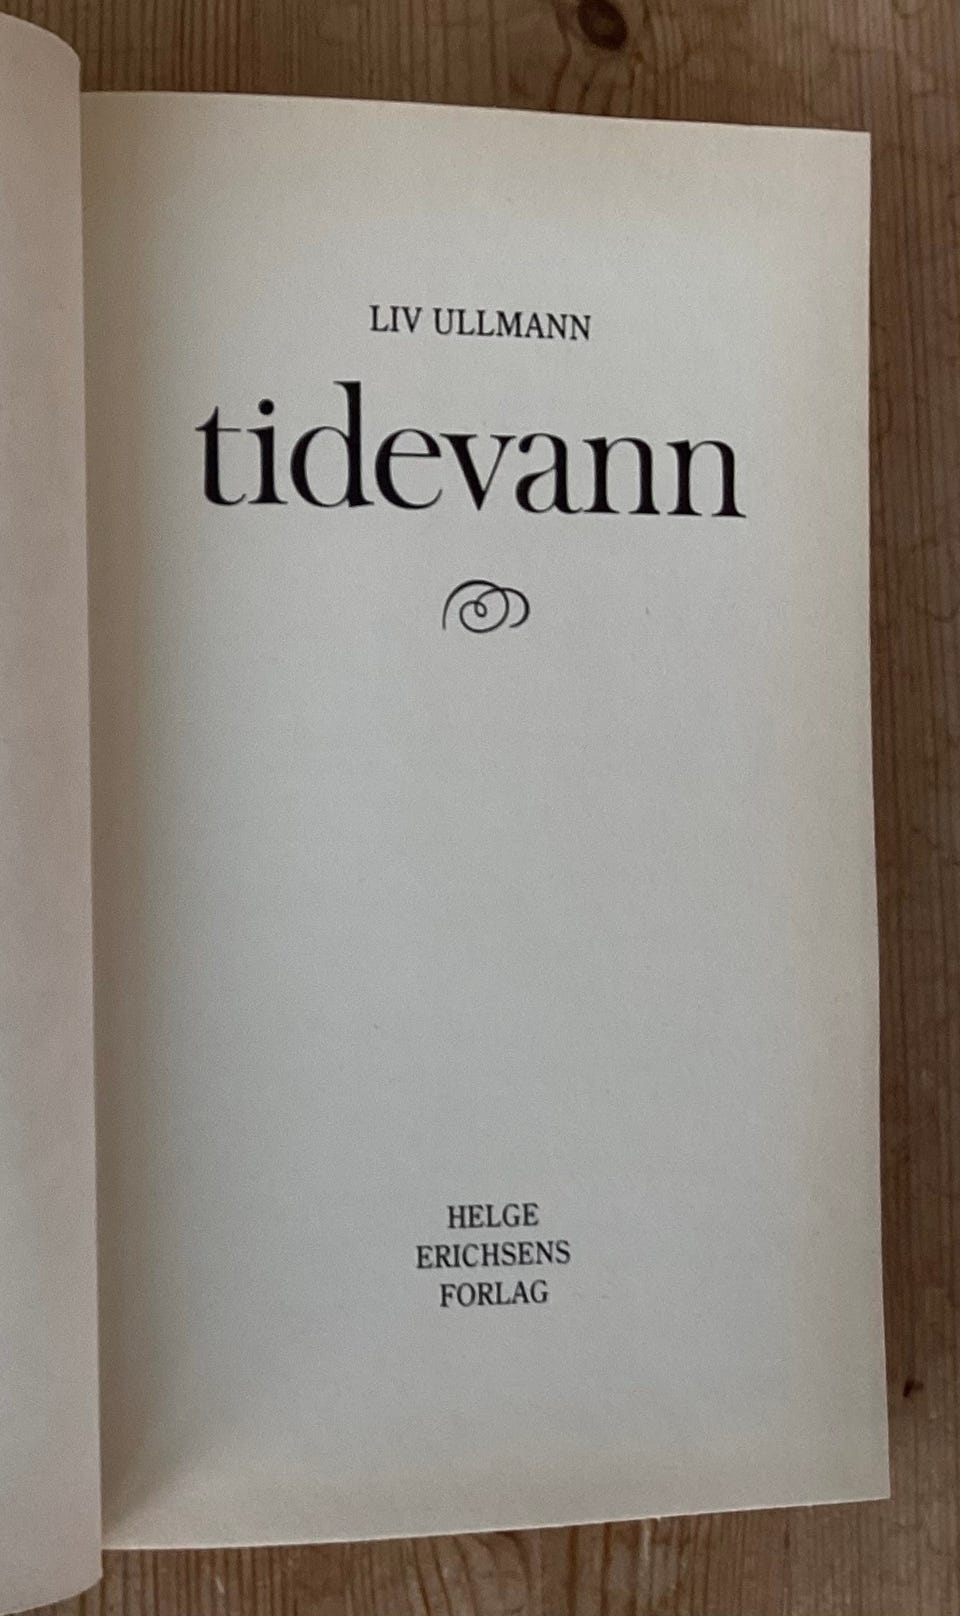 LIV ULLMANN
tidevann
HELGE
ERICHSENS
FORLAG